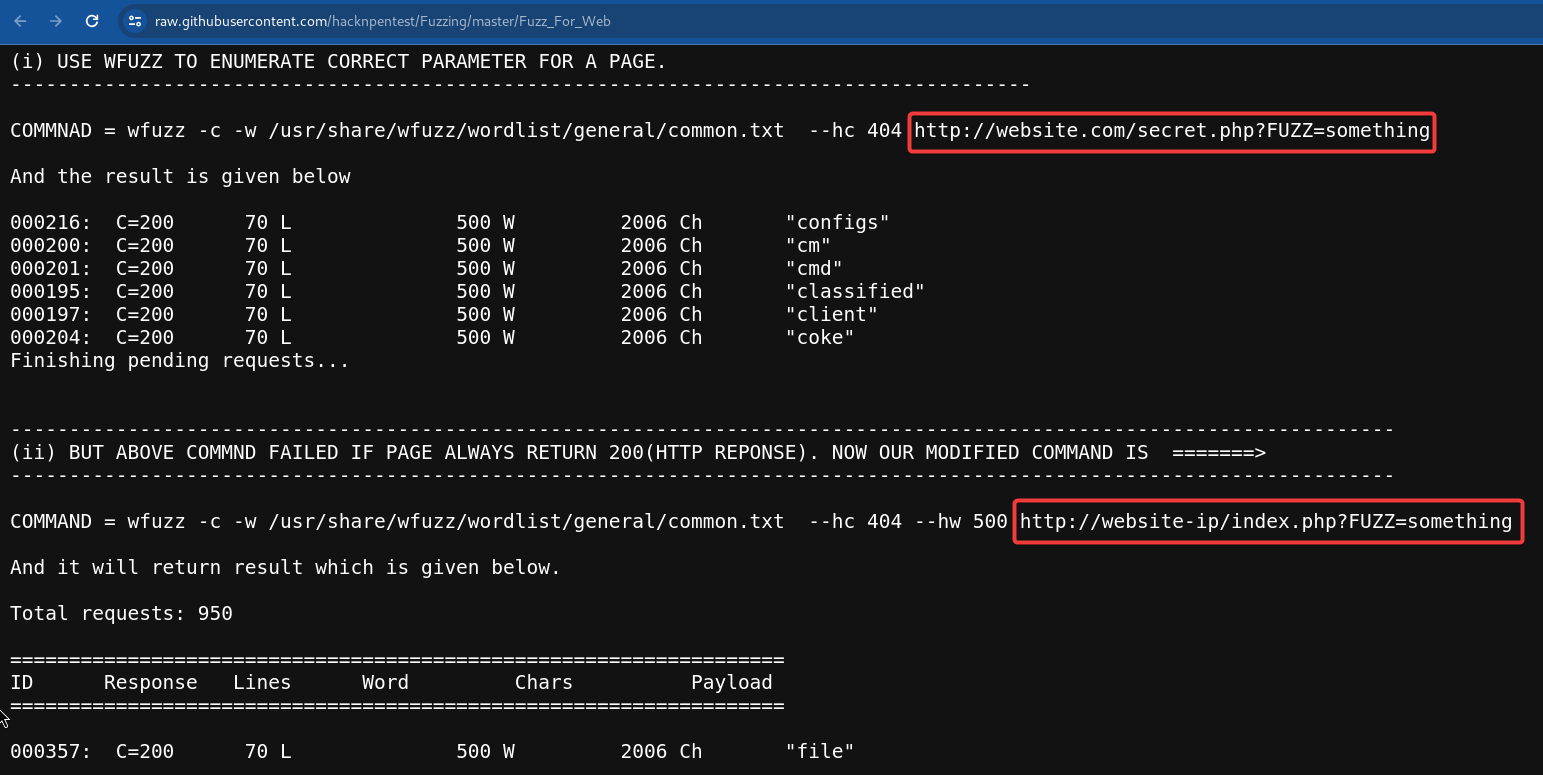 raw.githubusercontent.com/hacknpentest/Fuzzing/master/Fuzz_For_Web
(i) USE WFUZZ TO ENUMERATE CORRECT PARAMETER FOR A PAGE.
---------------------------------------------------------------------------------------
COMMNAD = wfuzz -c -w /usr/share/wfuzz/wordlist/general/common.txt  --hc 404 http://website.com/secret.php?FUZZ=something
And the result is given below
000216:  C=200      70 L              500 W         2006 Ch       "configs"
000200:  C=200      70 L              500 W         2006 Ch       "cm"
000201:  C=200      70 L              500 W         2006 Ch       "cmd"
000195:  C=200      70 L              500 W         2006 Ch       "classified"
000197:  C=200      70 L              500 W         2006 Ch       "client"
000204:  C=200      70 L              500 W         2006 Ch       "coke"
Finishing pending requests...
----------------------------------------------------------------------------------------------------------------------
(ii) BUT ABOVE COMMND FAILED IF PAGE ALWAYS RETURN 200(HTTP REPONSE). NOW OUR MODIFIED COMMAND IS  =======>
----------------------------------------------------------------------------------------------------------------------
COMMAND = wfuzz -c -w /usr/share/wfuzz/wordlist/general/common.txt  --hc 404 --hw 500 http://website-ip/index.php?FUZZ=something
And it will return result which is given below.
Total requests: 950
==================================================================
ID      Response   Lines      Word         Chars          Payload
==================================================================
000357:  C=200      70 L              500 W         2006 Ch       "file"